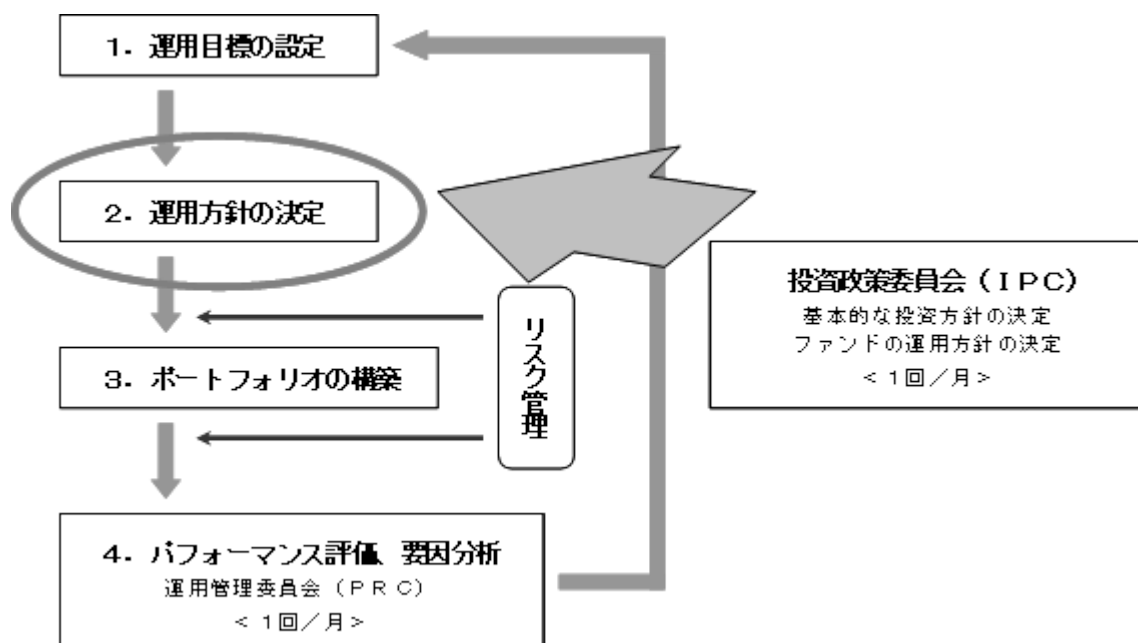 １．運用目標の設定
２．運用方針の決定
３．ポートフォリオの構築
４．パフォーマンス評価、要因分析
運用管理委員会（ＰＲＣ）
＜１回／月＞
リスク管理
投資政策委員会（ＩＰＣ）
基本的な投資方針の決定
ファンドの運用方針の決定
＜１回／月＞